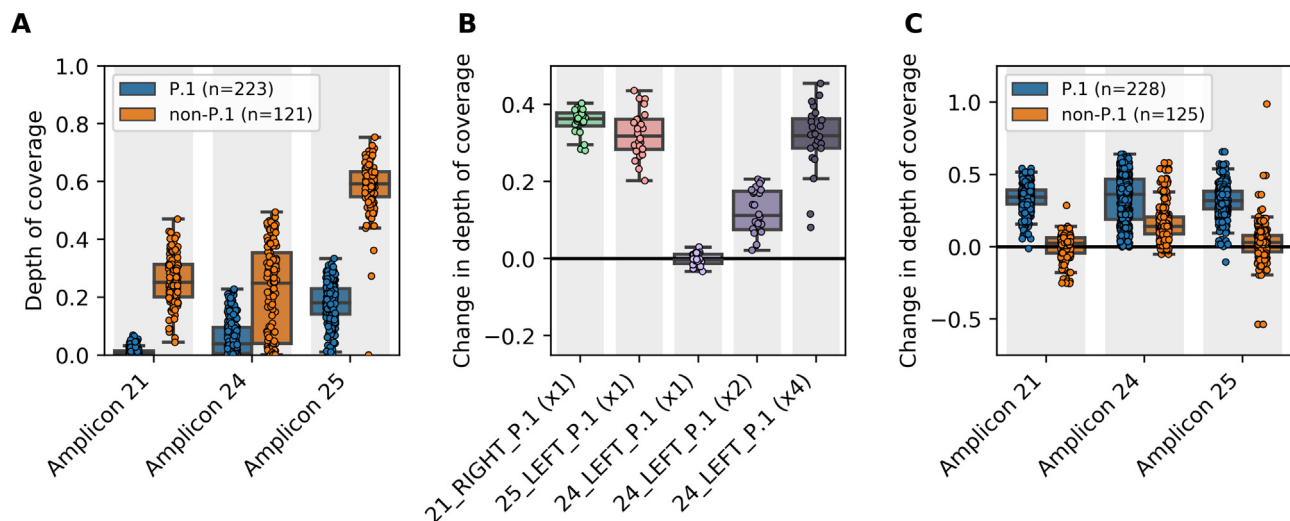 A
Depth of coverage
1.0
0.8
0.6
0.4
0.2
0.0
P.1 (n=223)
non-P.1 (n=121)
Amplicon 21
Amplicon 24
Amplicon 25
B
Change in depth of coverage
0.4
0.2
0.0
−0.2
21_RIGHT_P.1 (x1)
25_LEFT_P.1 (x1)
24_LEFT_P.1 (x1)
24_LEFT_P.1 (x2)
24_LEFT_P.1 (x4)
C
Change in depth of coverage
1.0
0.5
0.0
−0.5
P.1 (n=228)
non-P.1 (n=125)
Amplicon 21
Amplicon 24
Amplicon 25